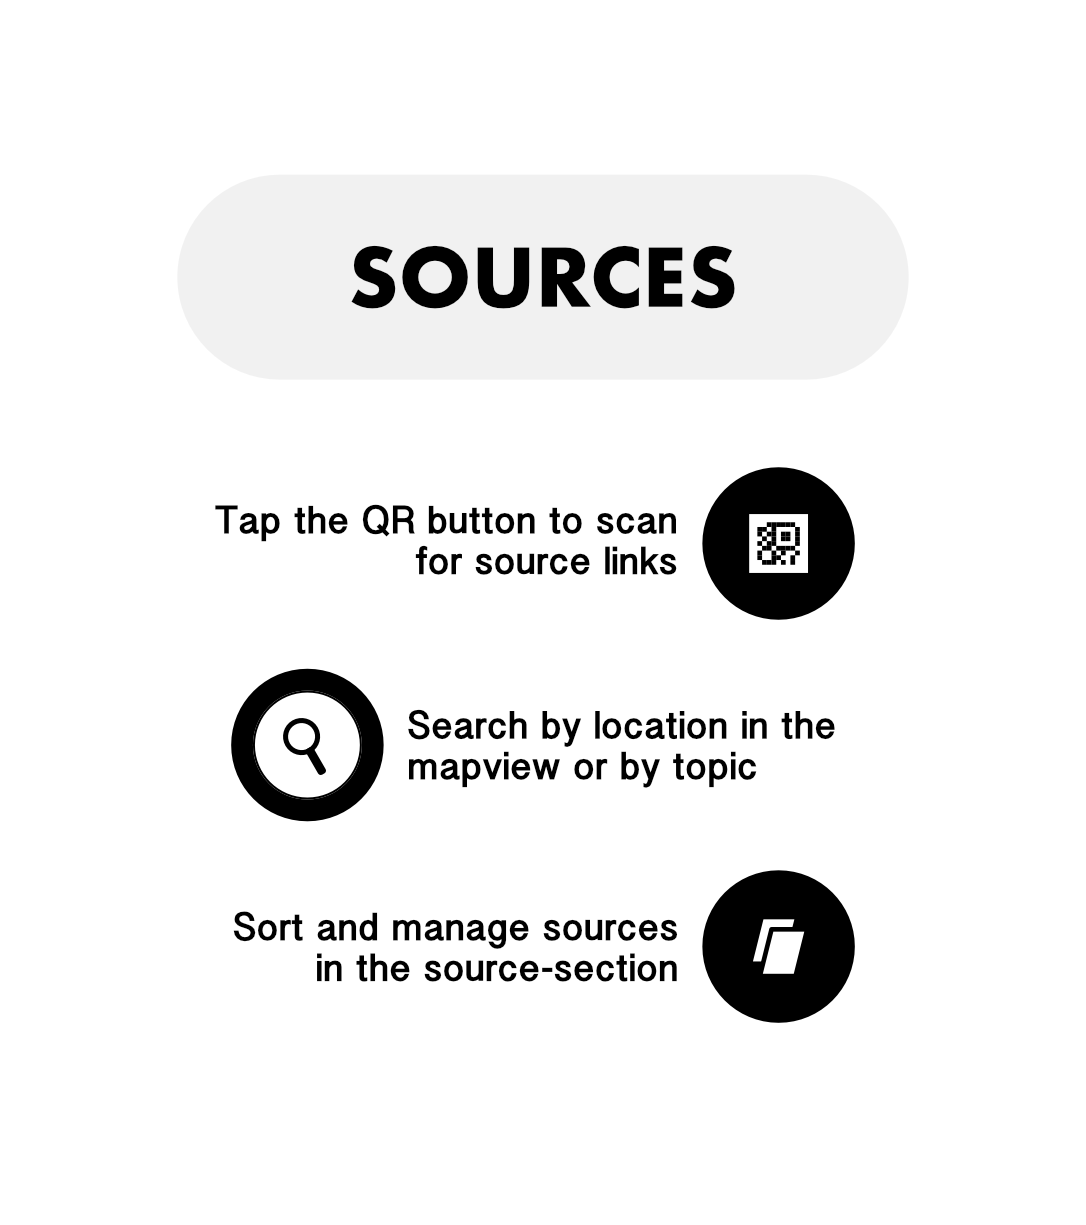 SOURCES
Tap the QR button to scan
for source links
Search by location in the
mapview or by topic
Sort and manage sources
in the source-section